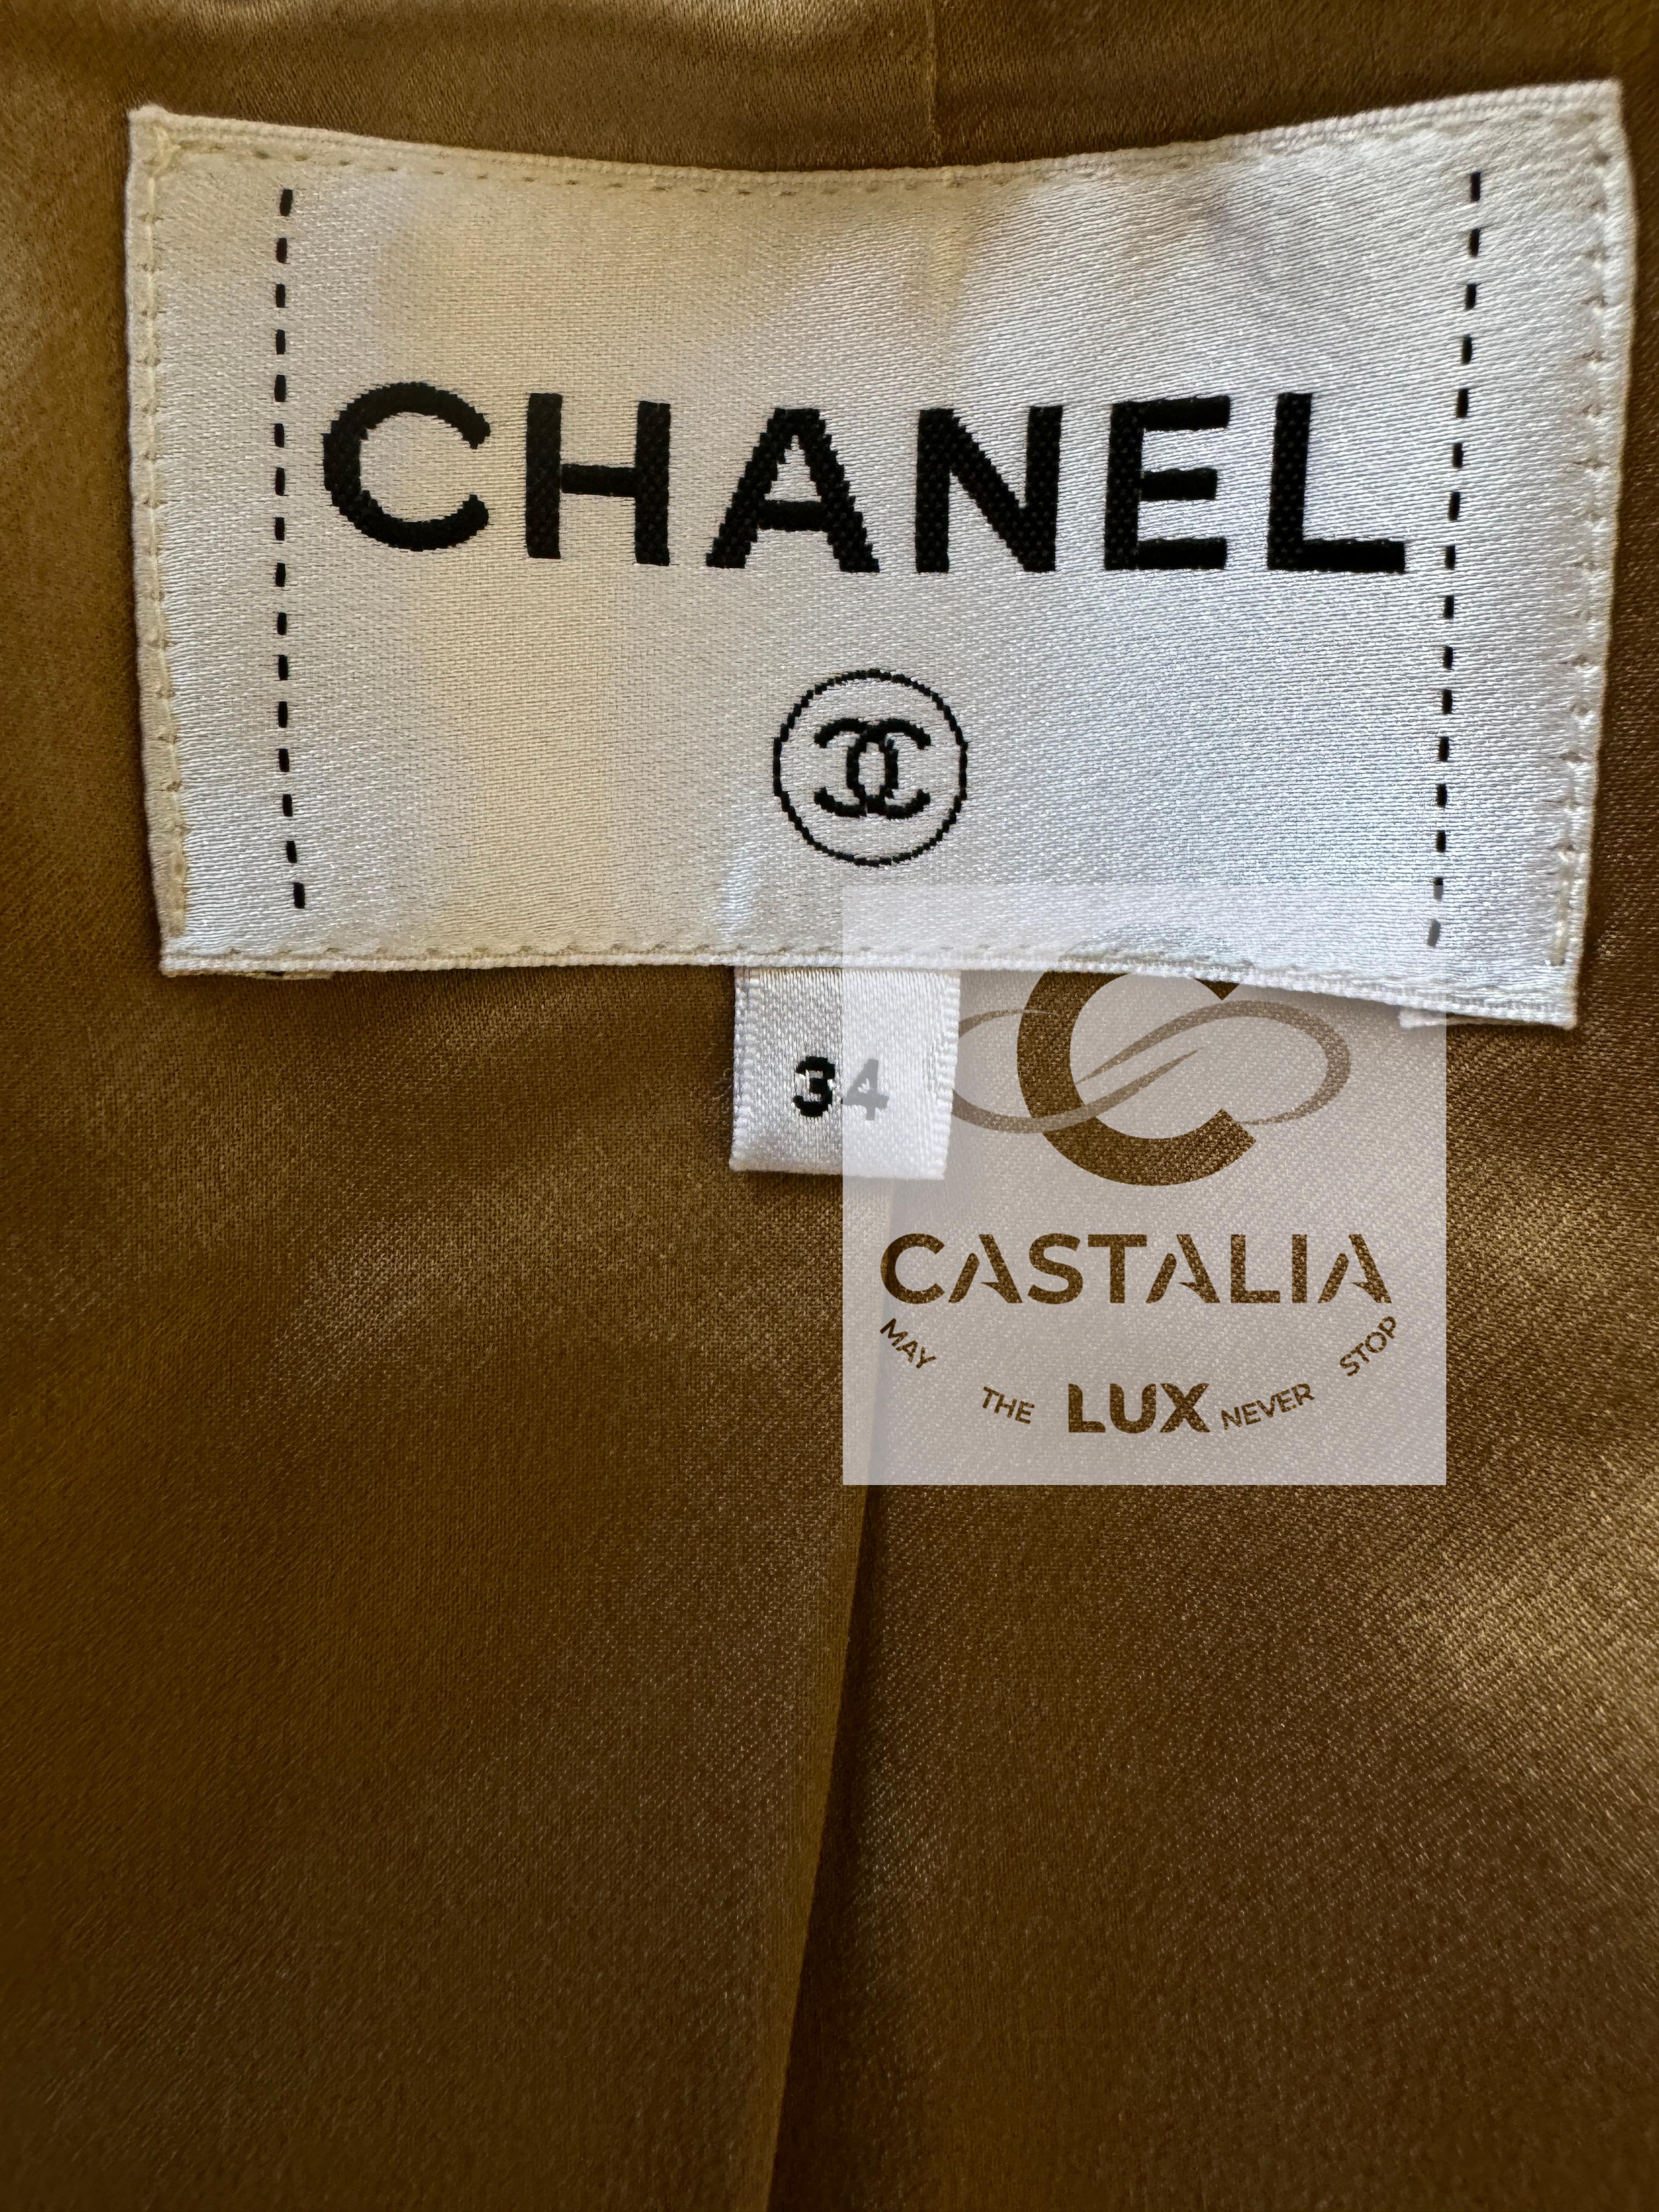 CHANEL
34
CASTALIA
MAY THE LUX NEVER STOP